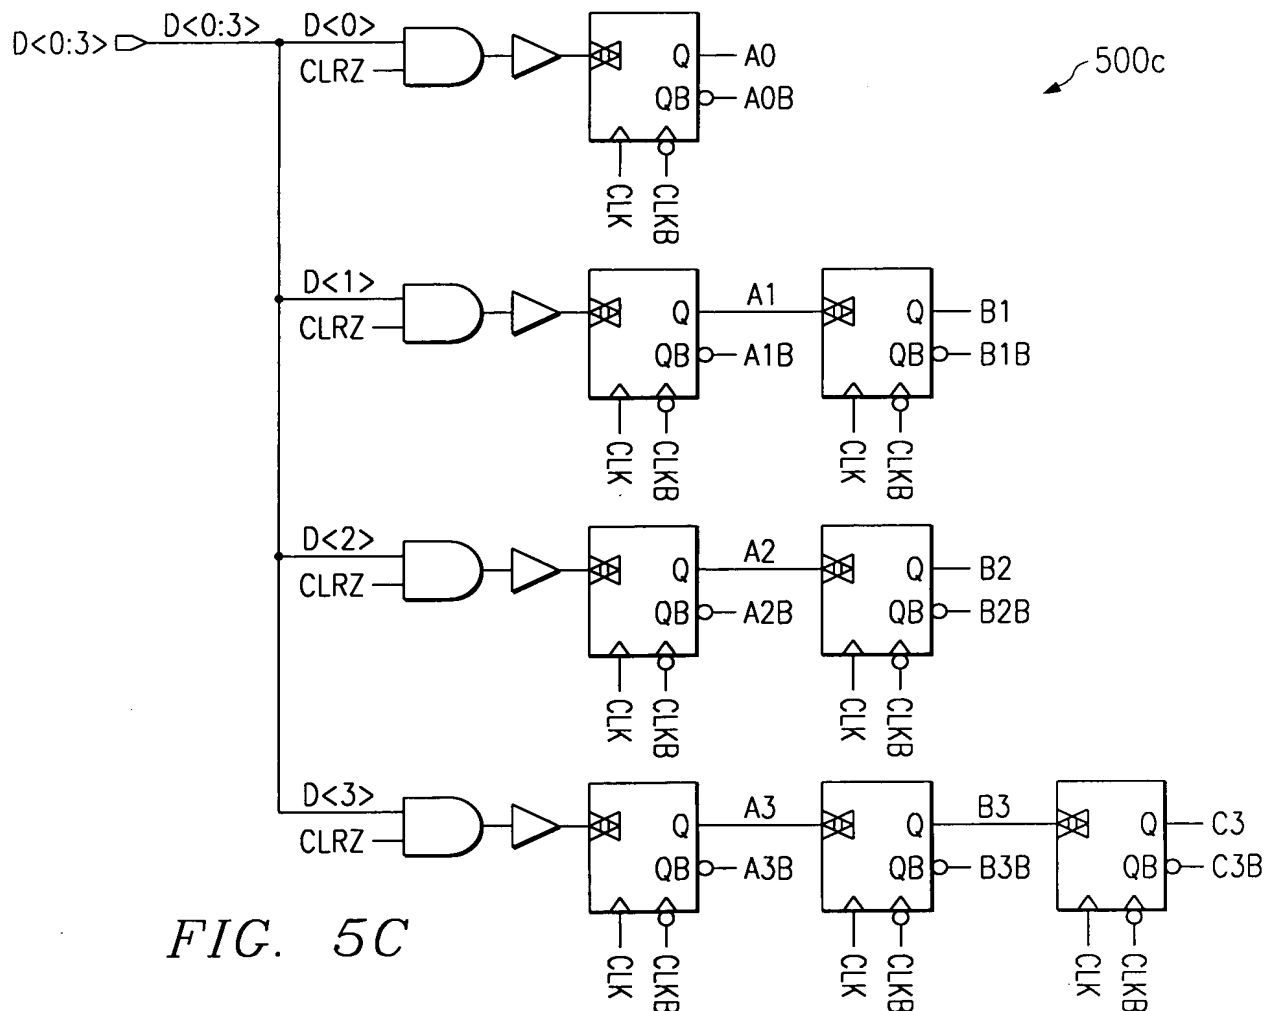 D<0:3> D<0:3> D<0>
CLRZ
Q A0
QB A0B
CLK CLKB
500c
D<1>
CLRZ
Q A1 Q B1
QB A1B QB B1B
CLK CLKB CLK CLKB
D<2>
CLRZ
Q A2 Q B2
QB A2B QB B2B
CLK CLKB CLK CLKB
D<3>
CLRZ
Q A3 Q B3 Q C3
QB A3B QB B3B QB C3B
CLK CLKB CLK CLKB CLK CLKB
FIG. 5C